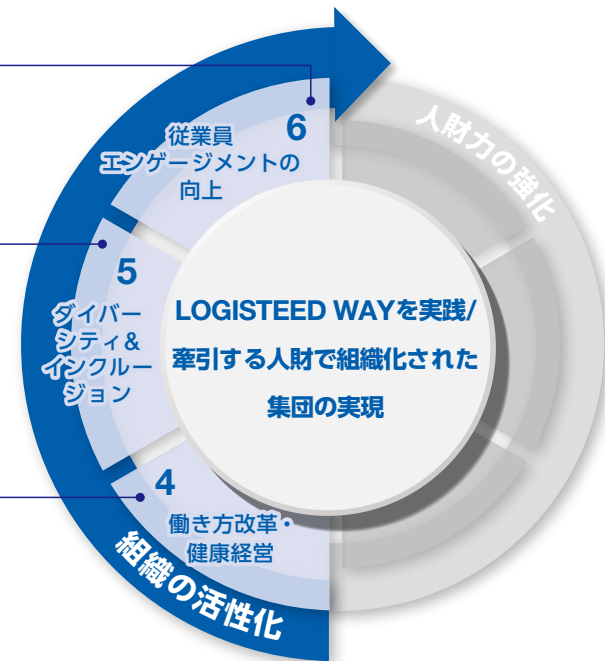 6
従業員
エンゲージメントの
向上
人財力の強化
5
ダイバー
シティ&
インクルー
ジョン
LOGISTEED WAYを実践/
牽引する人財で組織化された
集団の実現
4
働き方改革・
健康経営
組織の活性化